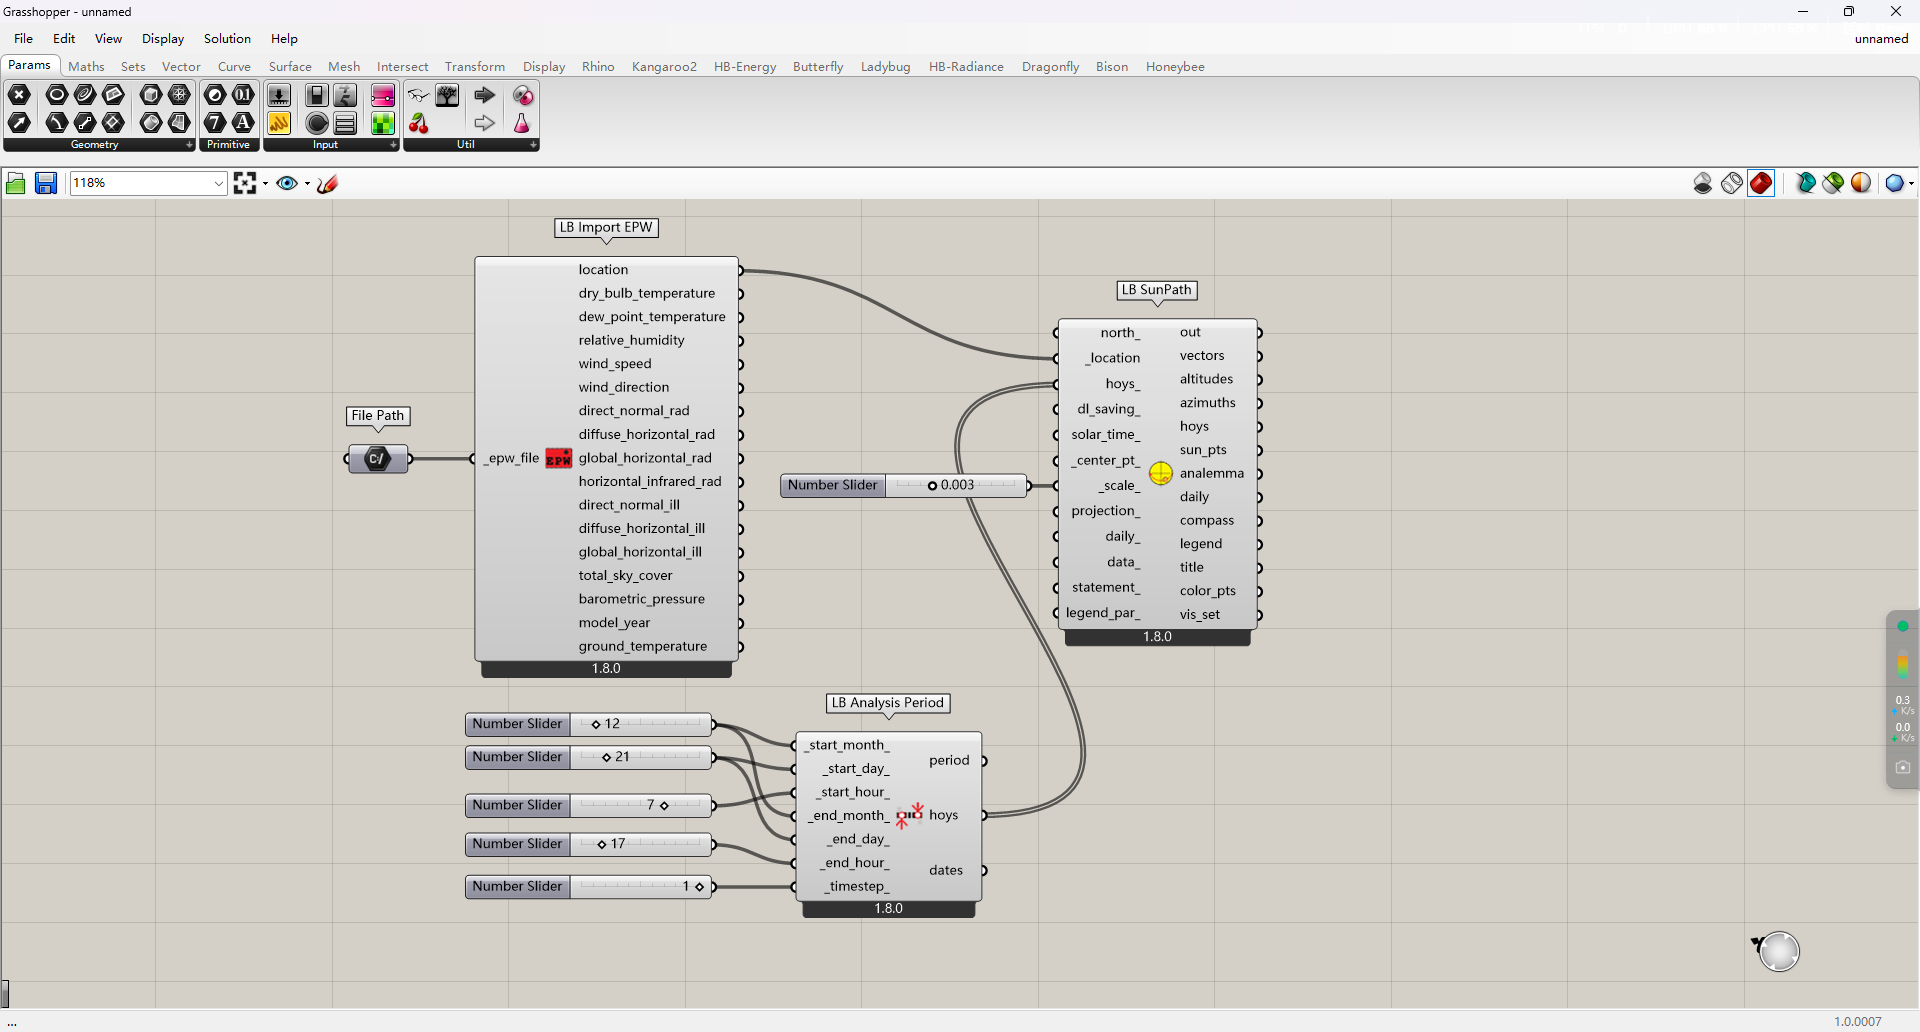 Grasshopper - unnamed
File Edit View Display Solution Help unnamed
Params Maths Sets Vector Curve Surface Mesh Intersect Transform Display Rhino Kangaroo2 HB-Energy Butterfly Ladybug HB-Radiance Dragonfly Bison Honeybee
0.1
7 A
Geometry Primitive Input Util
118%
LB Import EPW
location
dry_bulb_temperature
dew_point_temperature
relative_humidity
wind_speed
wind_direction
direct_normal_rad
diffuse_horizontal_rad
_epw_file EPW global_horizontal_rad
horizontal_infrared_rad
direct_normal_ill
diffuse_horizontal_ill
global_horizontal_ill
total_sky_cover
barometric_pressure
model_year
ground_temperature
1.8.0
File Path
C:/
LB SunPath
north_ out
_location vectors
hoys_ altitudes
dl_saving_ azimuths
solar_time_ hoys
_center_pt_ sun_pts
_scale_ analemma
projection_ daily
daily_ compass
data_ legend
statement_ title
legend_par_ color_pts
vis_set
1.8.0
Number Slider 0.003
Number Slider 12
Number Slider 21
Number Slider 7
Number Slider 17
Number Slider 1
LB Analysis Period
_start_month_
_start_day_
_start_hour_
_end_month_
_end_day_
_end_hour_
_timestep_
period
hoys
dates
1.8.0
0.3
K/s
0.0
K/s
...
1.0.0007